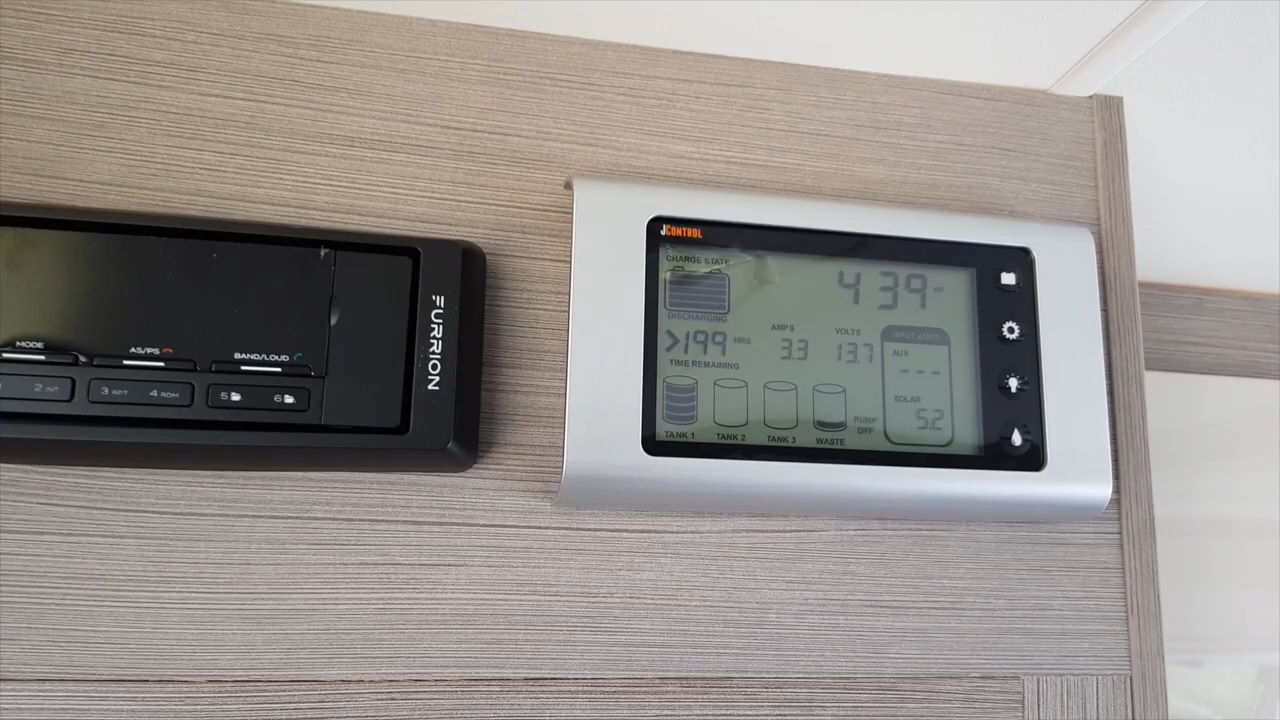 JCONTROL
CHARGE STATE
4 39-
DISCHARGING
>199 HRS
AMPS
3.3
VOLTS
13.7
TIME REMAINING
INPUT AMPS
AUX
---
SOLAR
5.2
TANK 1
TANK 2
TANK 3
WASTE
PUMP
OFF
FURRION
MODE
AS/PS
BAND/LOUD
2 INT
3 RPT
4 RDM
5
6